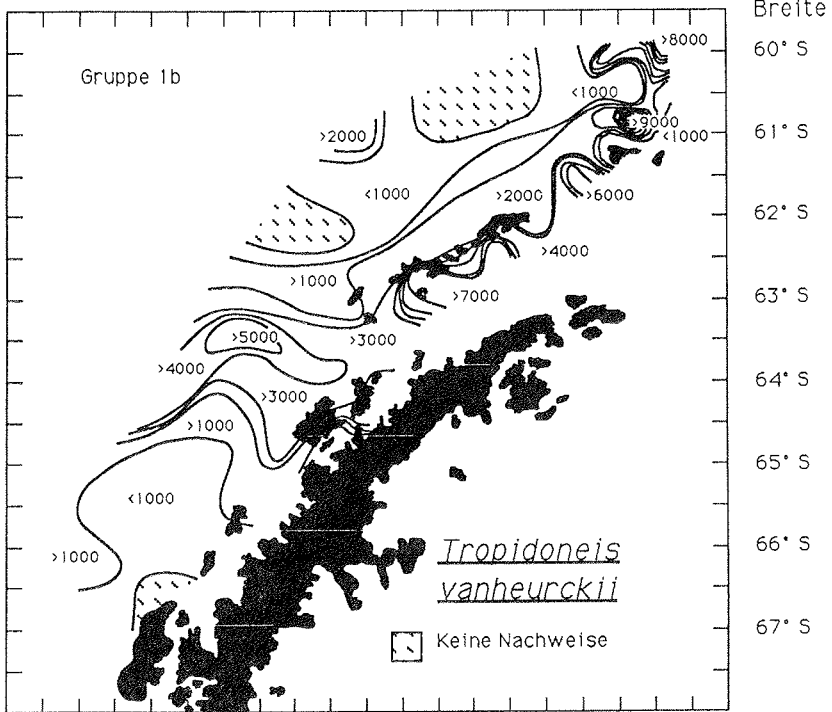 Breite
>8000
60° S
Gruppe 1b
<1000
>9000
61° S
>2000
<1000
<1000
>2000
>6000
62° S
>4000
>1000
>7000
63° S
>5000
>3000
>4000
64° S
>3000
>1000
65° S
<1000
>1000
66° S
Tropidoneis
vanheurckii
67° S
Keine Nachweise